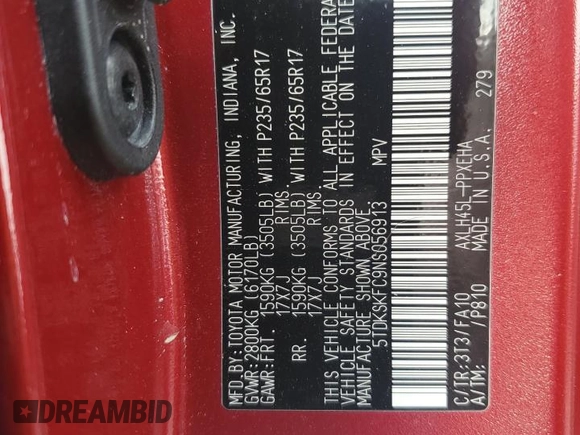 MFD.BY:TOYOTA MOTOR MANUFACTURING, INDIANA, INC.
GVWR:2800KG (6170LB)
GAWR:FRT. 1590KG (3505LB) WITH P235/65R17
17X7J RIMS,
RR. 1590KG (3505LB) WITH P235/65R17
17X7J RIMS.
THIS VEHICLE CONFORMS TO ALL APPLICABLE FEDERA
VEHICLE SAFETY STANDARDS IN EFFECT ON THE DATE
MANUFACTURE SHOWN ABOVE.
5TDKSKFC9NS056913 MPV
C/TR:3T3/FA10 AXLH45L-PPXEHA
A/TM: /P810 MADE IN U.S.A. 279
DREAMBID